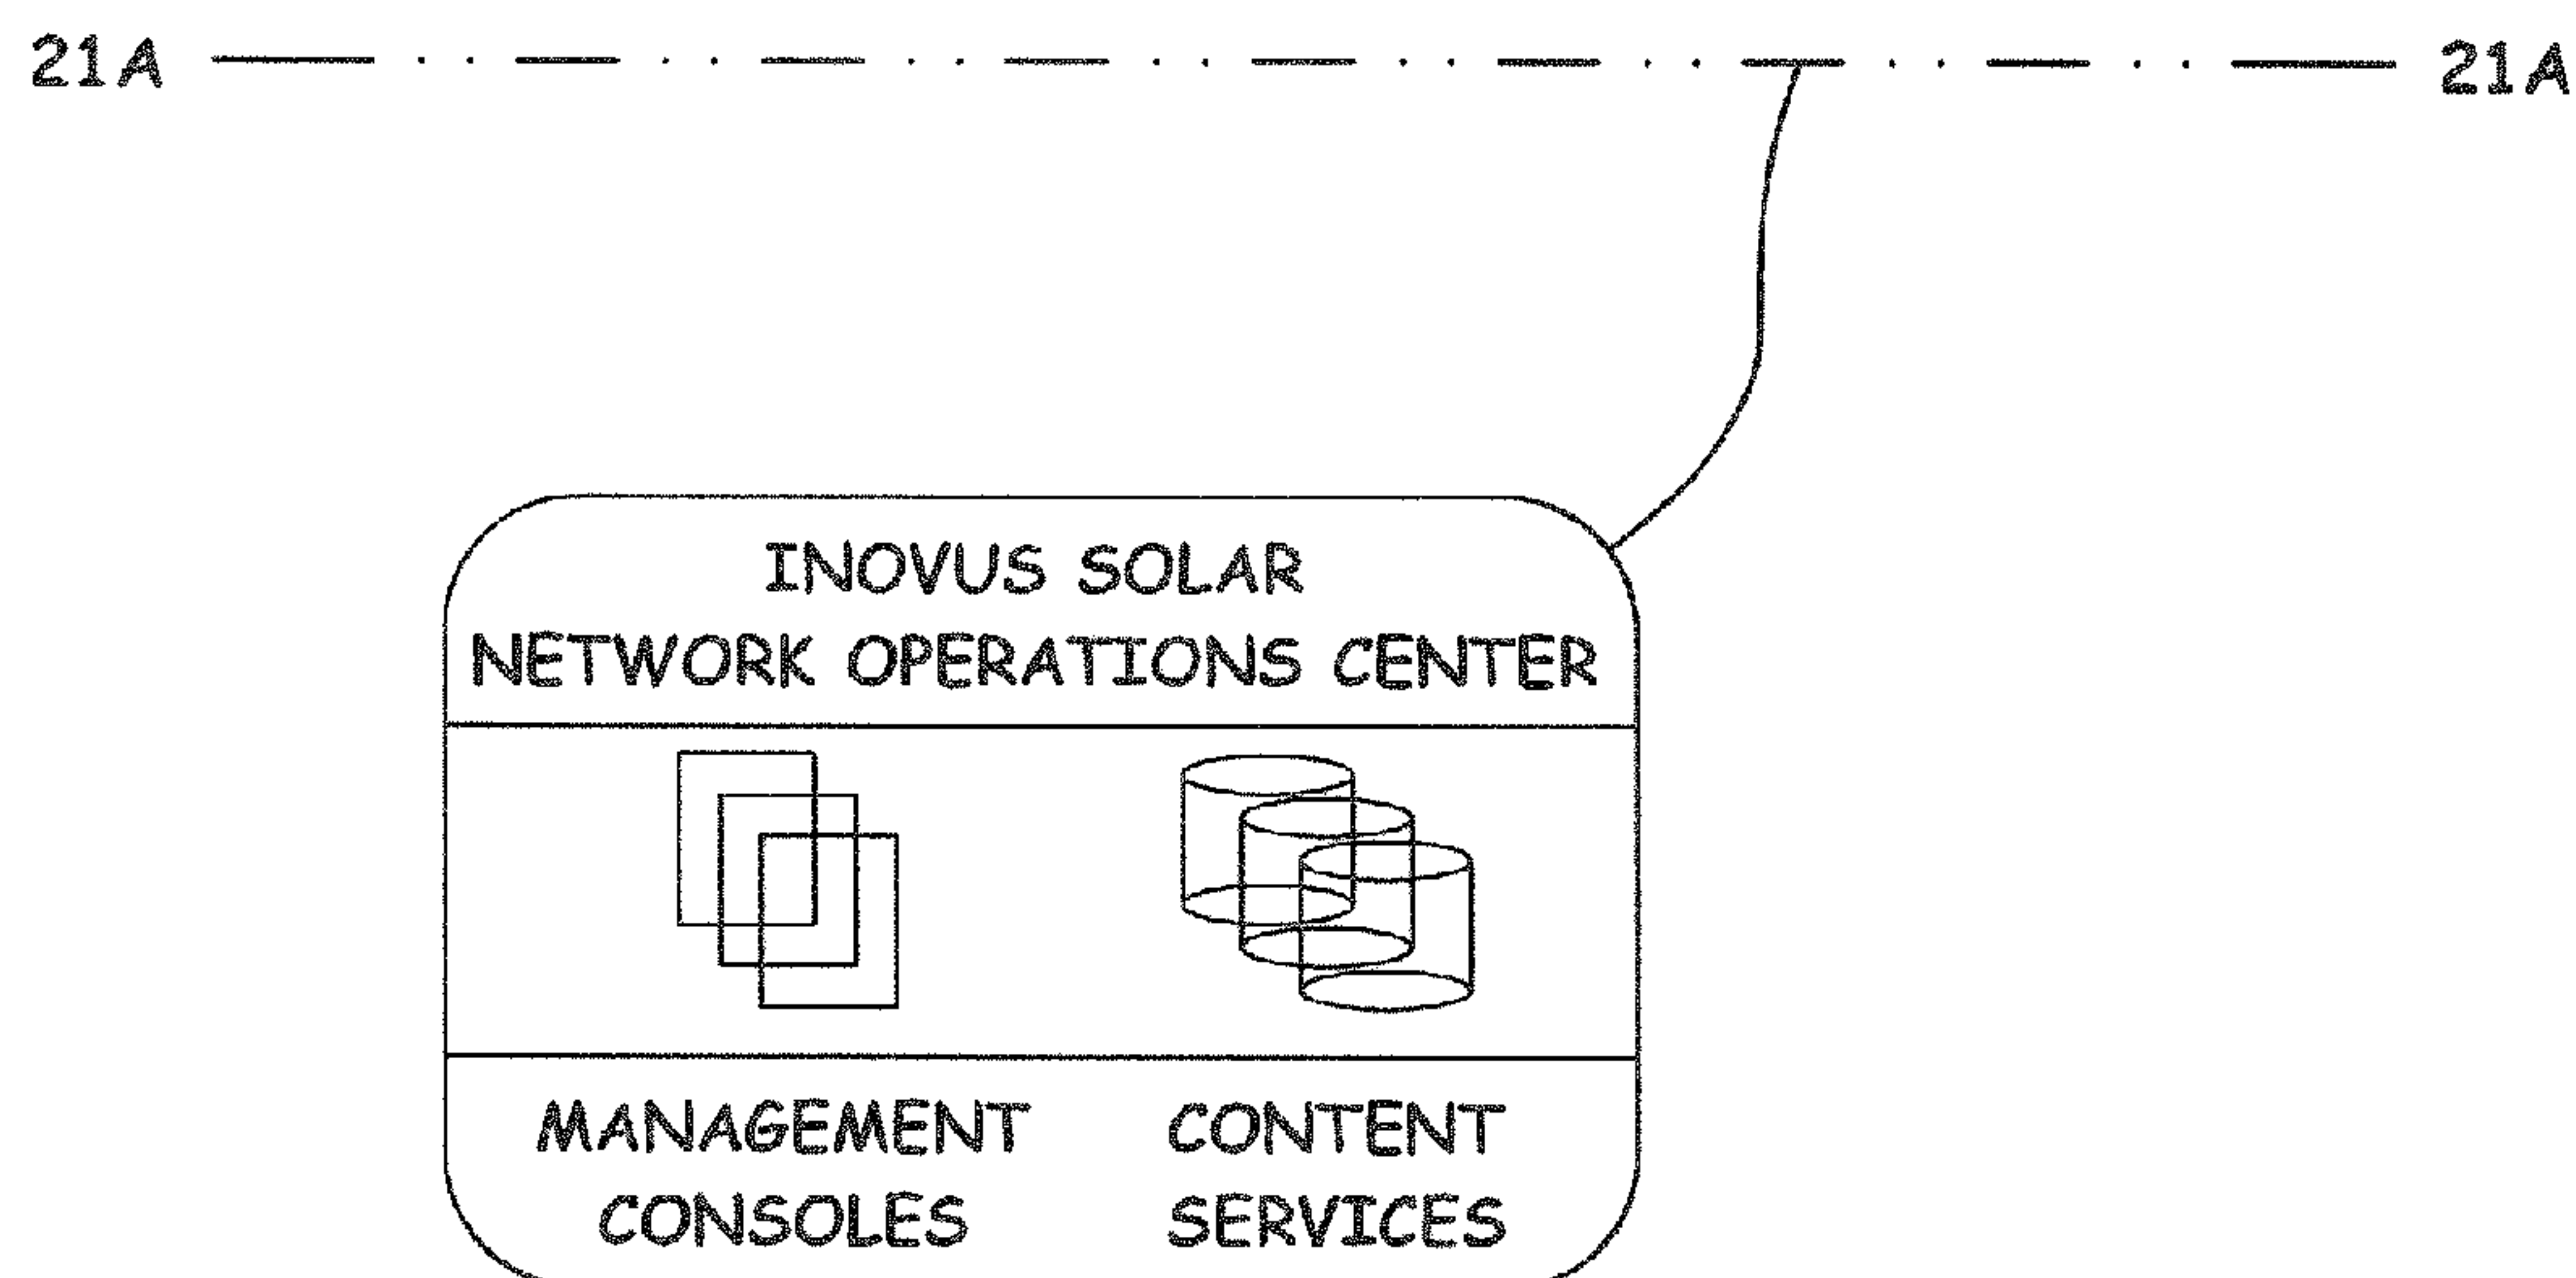 21A 21A
INOVUS SOLAR
NETWORK OPERATIONS CENTER
MANAGEMENT CONTENT
CONSOLES SERVICES